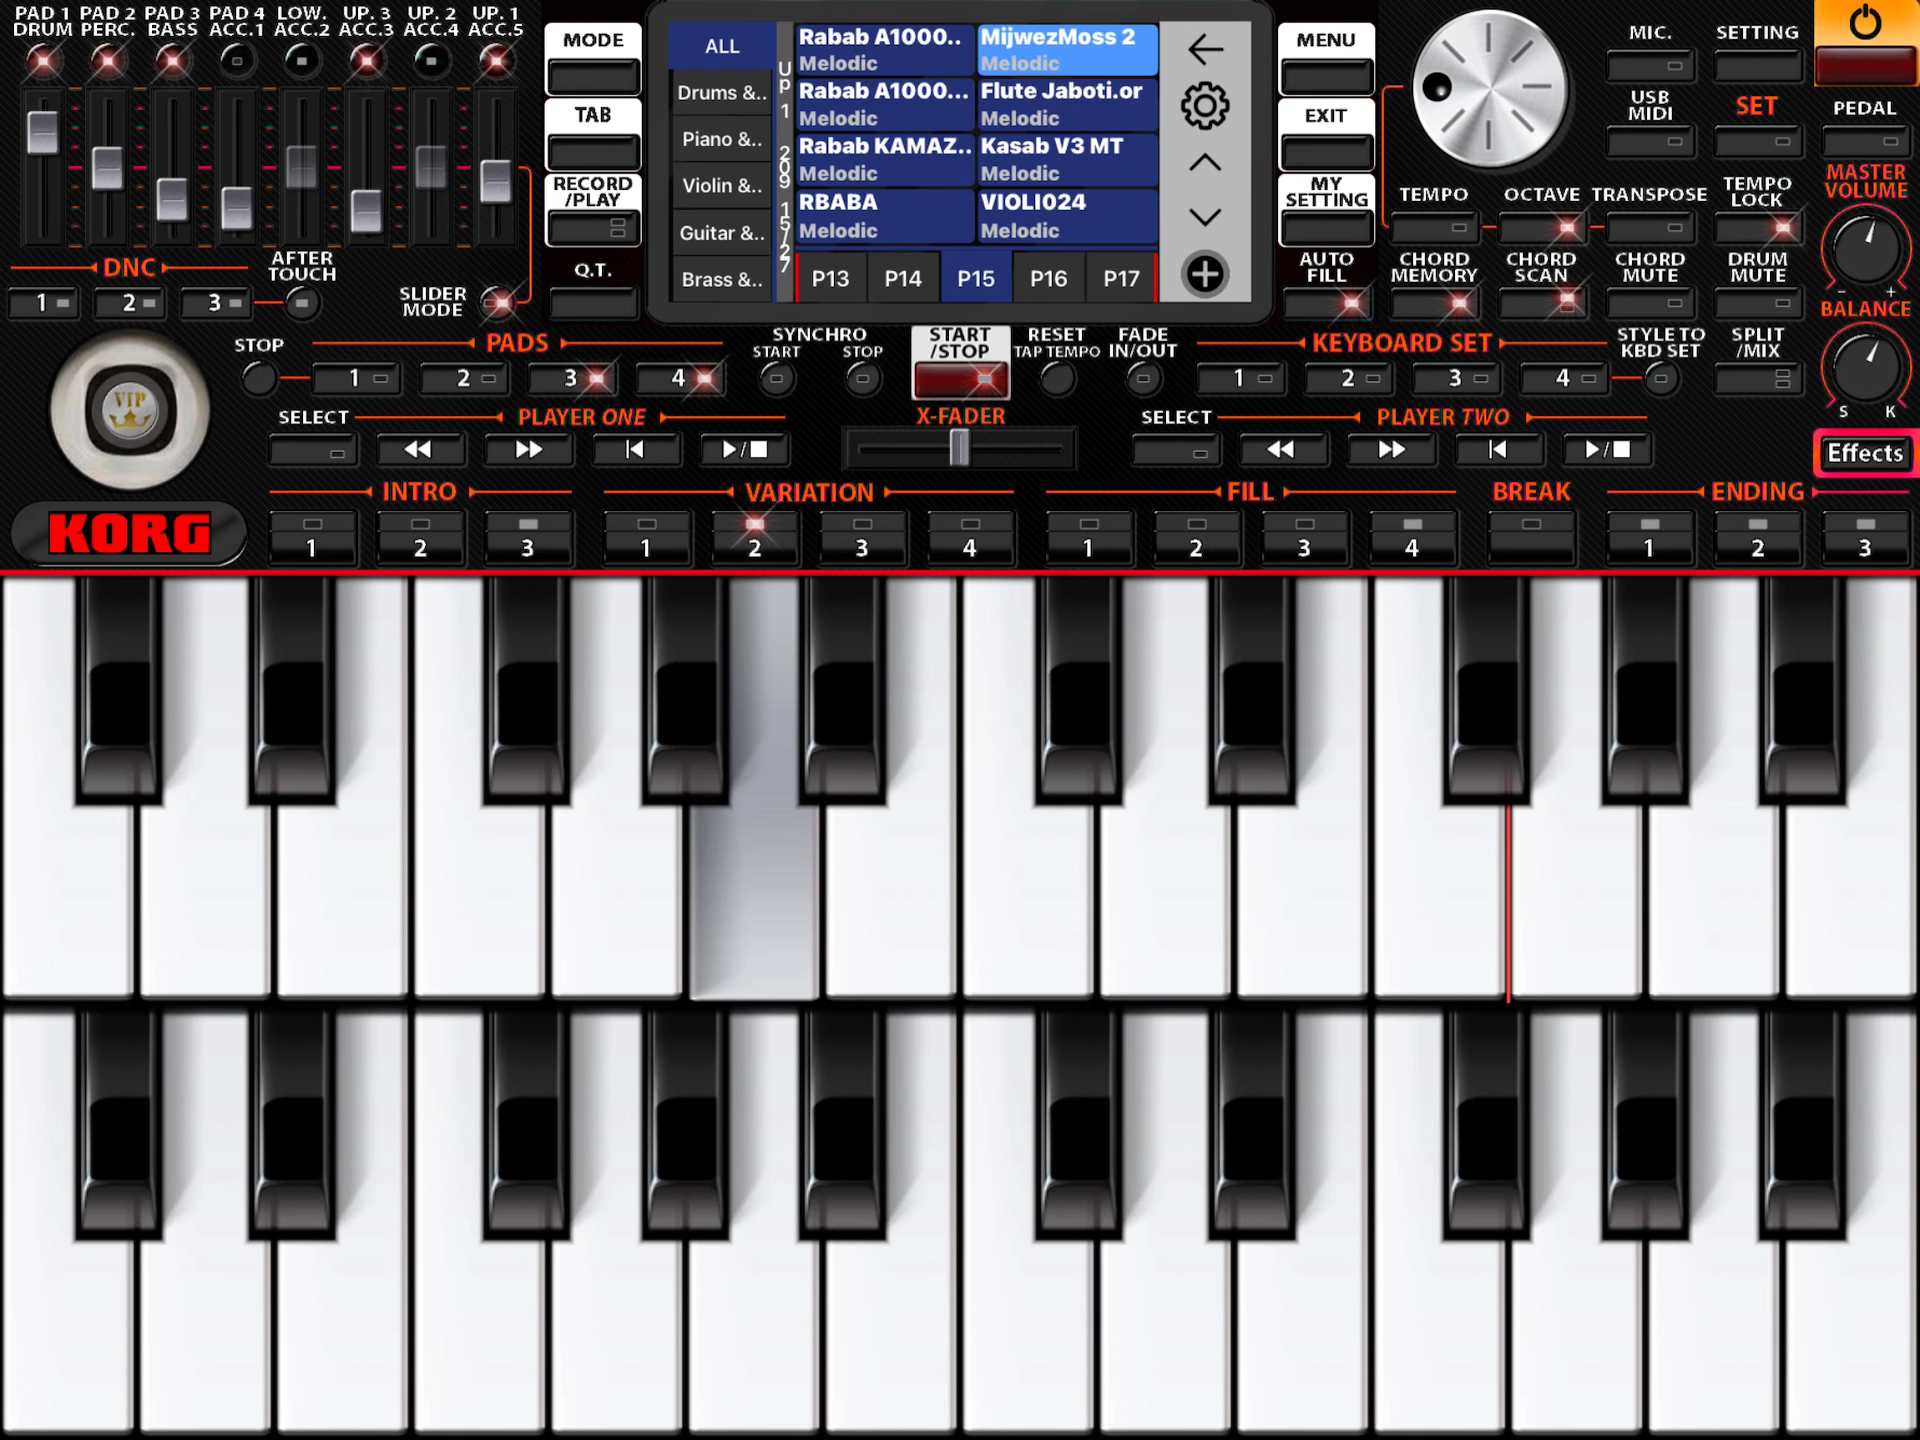 PAD 1 PAD 2 PAD 3 PAD 4 LOW. UP. 3 UP. 2 UP. 1
DRUM PERC. BASS ACC.1 ACC.2 ACC.3 ACC.4 ACC.5
DNC
1 2 3
AFTER
TOUCH
SLIDER
MODE
MODE
TAB
RECORD
/PLAY
Q.T.
ALL
Drums &..
Piano &..
Violin &..
Guitar &..
Brass &..
Up 1 209 15/27
Rabab A1000.. MijwezMoss 2
Melodic Melodic
Rabab A1000... Flute Jaboti.or
Melodic Melodic
Rabab KAMAZ.. Kasab V3 MT
Melodic Melodic
RBABA VIOLI024
Melodic Melodic
P13 P14 P15 P16 P17
MENU
EXIT
MY
SETTING
AUTO
FILL
MIC. SETTING
USB
MIDI
SET
PEDAL
TEMPO OCTAVE TRANSPOSE TEMPO
LOCK
MASTER
VOLUME
- +
CHORD
MEMORY
CHORD
SCAN
CHORD
MUTE
DRUM
MUTE
BALANCE
S K
STOP PADS
1 2 3 4
SYNCHRO
START STOP
START
/STOP
RESET
TAP TEMPO
FADE
IN/OUT
KEYBOARD SET
1 2 3 4
STYLE TO
KBD SET
SPLIT
/MIX
VIP
SELECT PLAYER ONE
X-FADER
SELECT PLAYER TWO
Effects
KORG
INTRO VARIATION FILL BREAK ENDING
1 2 3 1 2 3 4 1 2 3 4 1 2 3